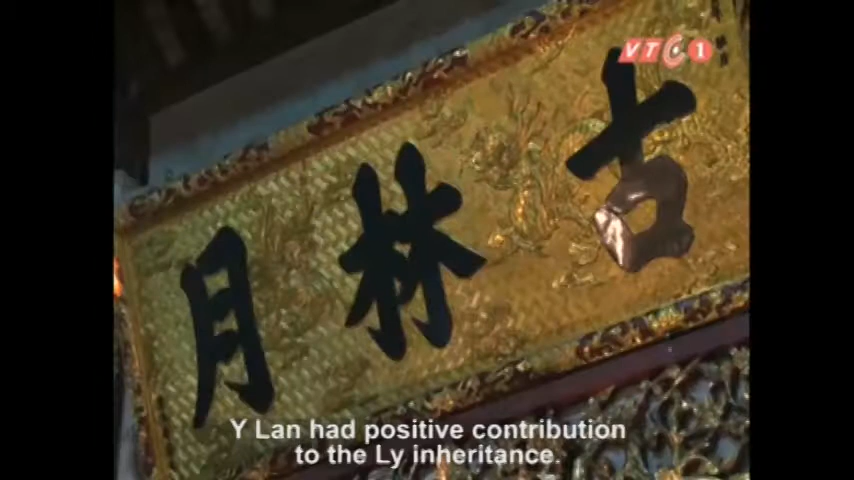 VTC1
古林月
Y Lan had positive contribution
to the Ly inheritance.